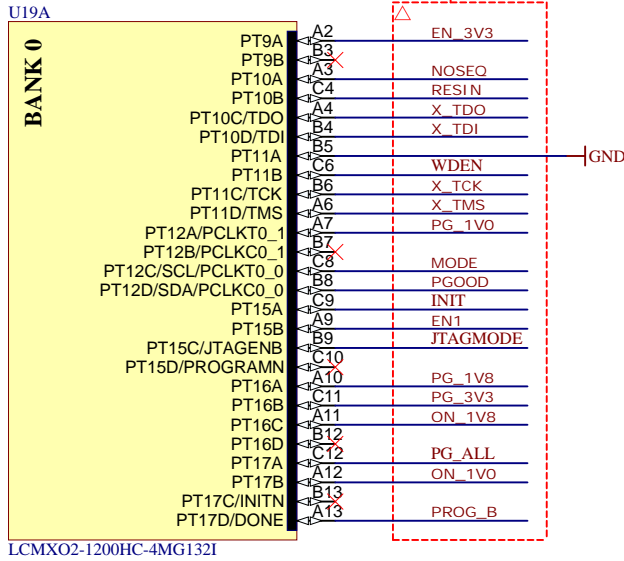 U19A
BANK 0
PT9A A2 EN_3V3
PT9B B3
PT10A A3 NOSEQ
PT10B C4 RESIN
PT10C/TDO A4 X_TDO
PT10D/TDI B4 X_TDI
PT11A B5 GND
PT11B C6 WDEN
PT11C/TCK B6 X_TCK
PT11D/TMS A6 X_TMS
PT12A/PCLKT0_1 A7 PG_1V0
PT12B/PCLKC0_1 B7
PT12C/SCL/PCLKT0_0 C8 MODE
PT12D/SDA/PCLKC0_0 B8 PGOOD
PT15A C9 INIT
PT15B A9 EN1
PT15C/JTAGENB B9 JTAGMODE
PT15D/PROGRAMN C10
PT16A A10 PG_1V8
PT16B C11 PG_3V3
PT16C A11 ON_1V8
PT16D B12
PT17A C12 PG_ALL
PT17B A12 ON_1V0
PT17C/INITN B13
PT17D/DONE A13 PROG_B
LCMXO2-1200HC-4MG132I